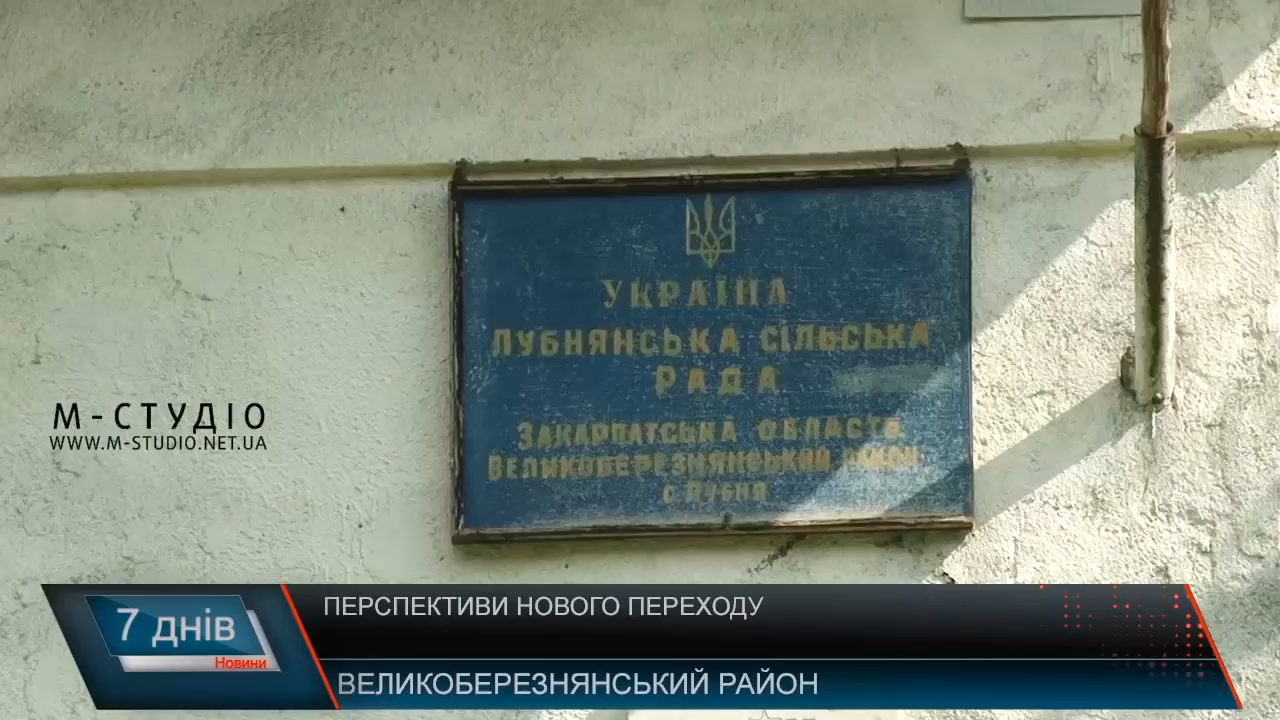 УКРАЇНА
ЛУБНЯНСЬКА СІЛЬСЬКА
РАДА
ЗАКАРПАТСЬКА ОБЛАСТЬ
ВЕЛИКОБЕРЕЗНЯНСЬКИЙ РАЙОН
С. ЛУБНЯ
М-СТУДІО
WWW.M-STUDIO.NET.UA
7 днів
Новини
ПЕРСПЕКТИВИ НОВОГО ПЕРЕХОДУ
ВЕЛИКОБЕРЕЗНЯНСЬКИЙ РАЙОН